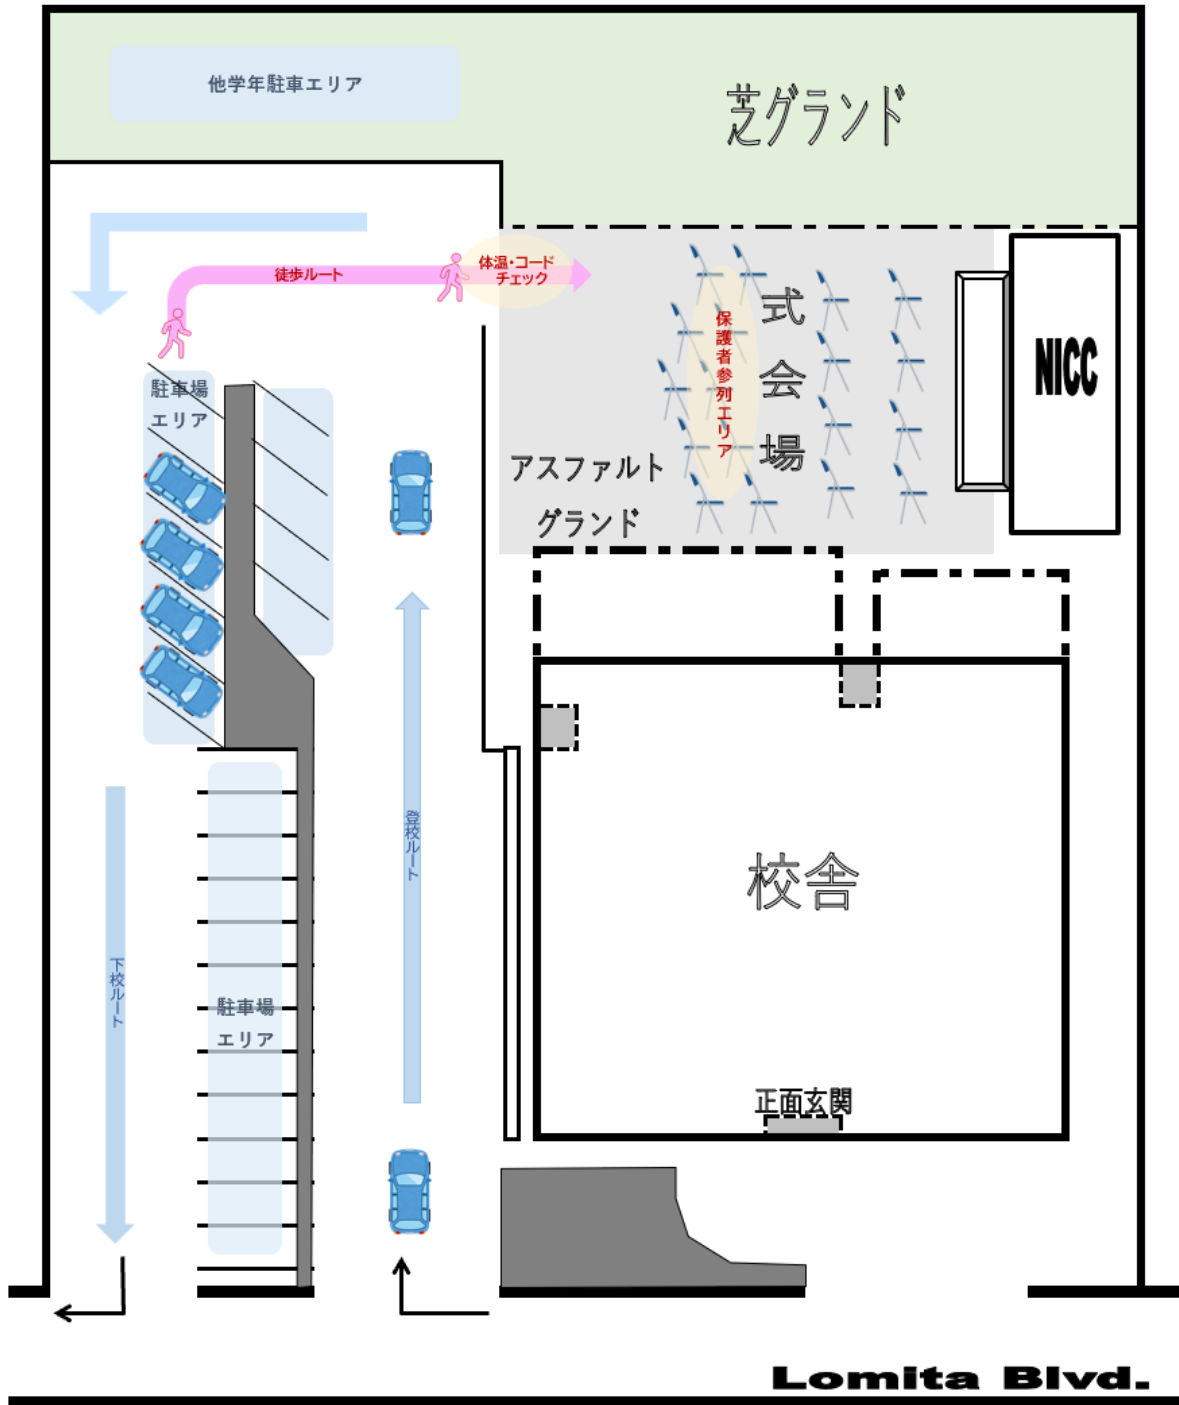 他学年駐車エリア
芝グランド
徒歩ルート
体温・コード
チェック
式会場
保護者参列エリア
NICC
駐車場
エリア
アスファルト
グランド
登校ルート
校舎
下校ルート
駐車場
エリア
正面玄関
Lomita Blvd.